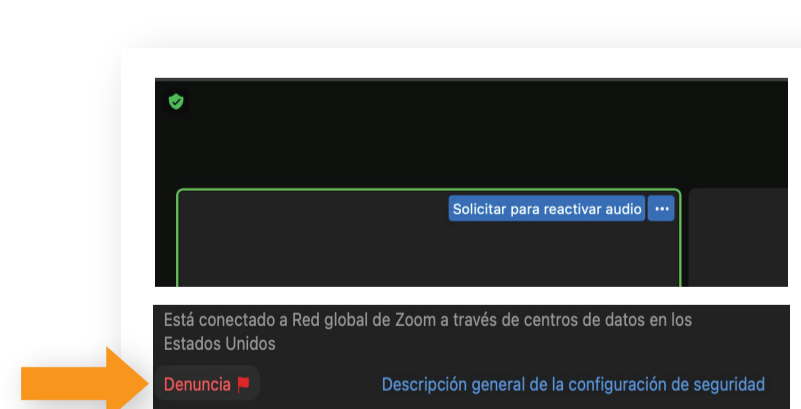 Solicitar para reactivar audio ...
Está conectado a Red global de Zoom a través de centros de datos en los
Estados Unidos
Denuncia
Descripción general de la configuración de seguridad